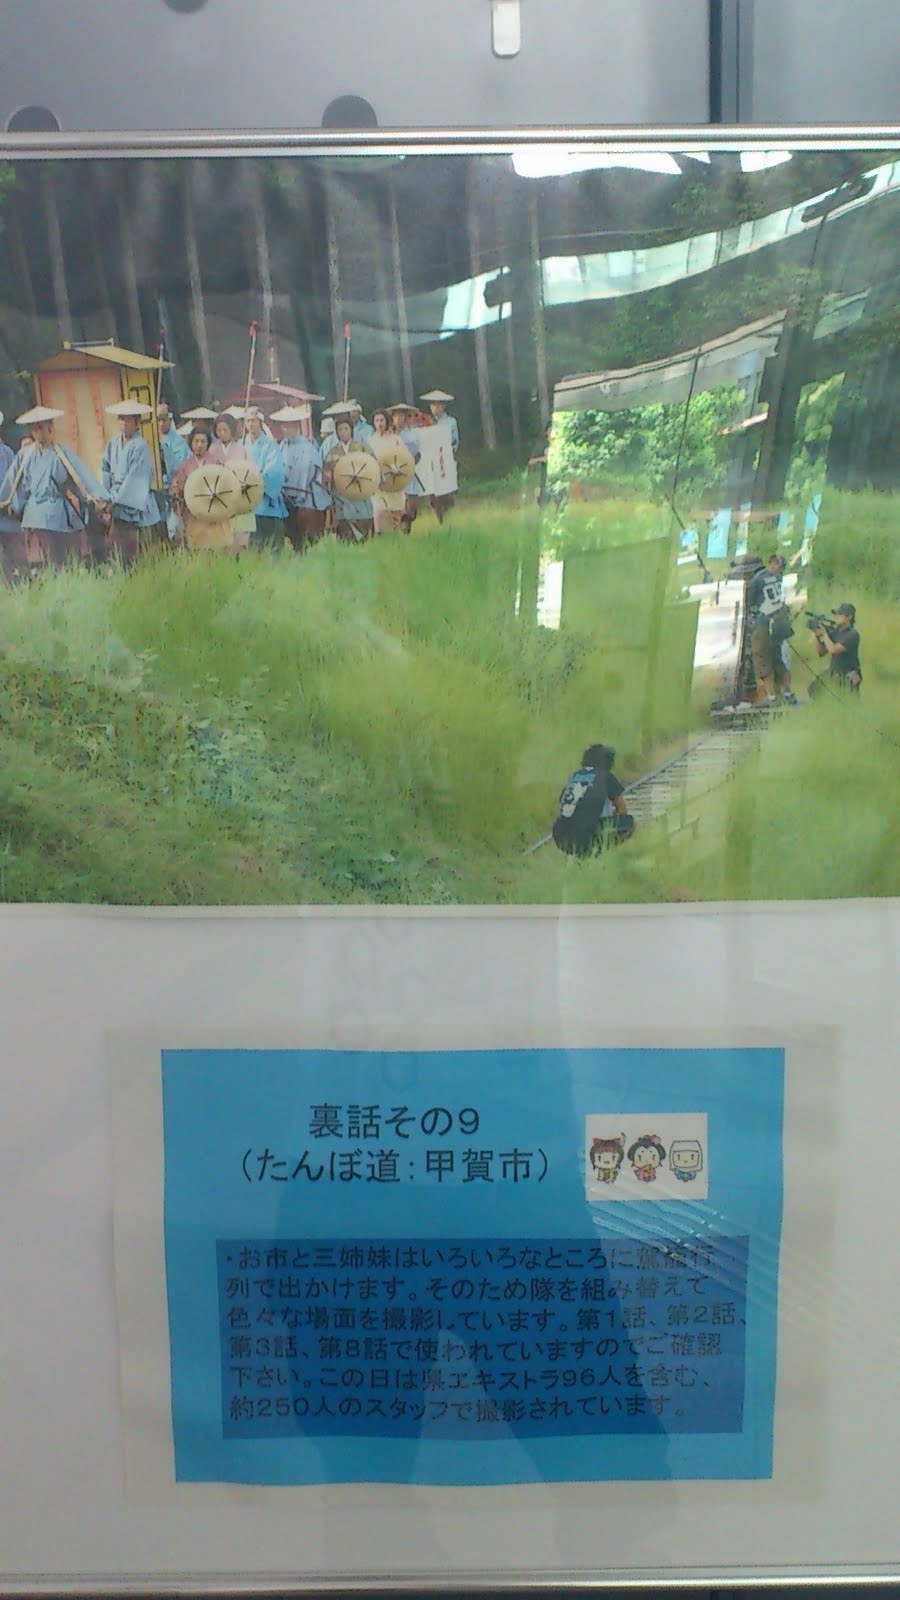 裏話その9
（たんぼ道：甲賀市）
・お市と三姉妹はいろいろなところに駕籠行
列で出かけます。そのため隊を組み替えて
色々な場面を撮影しています。第1話、第2話、
第3話、第8話で使われていますのでご確認
下さい。この日は県エキストラ96人を含む、
約250人のスタッフで撮影されています。